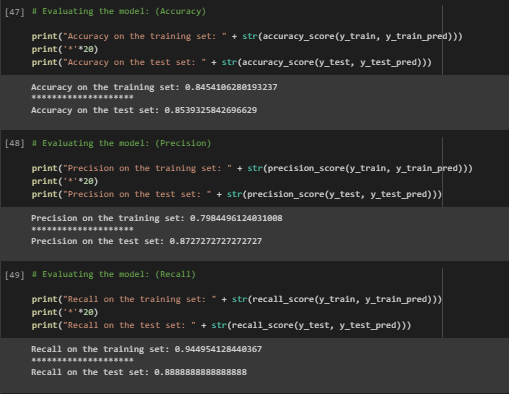 [47] # Evaluating the model: (Accuracy)
print("Accuracy on the training set: " + str(accuracy_score(y_train, y_train_pred)))
print('*'*20)
print("Accuracy on the test set: " + str(accuracy_score(y_test, y_test_pred)))
Accuracy on the training set: 0.8454106280193237
********************
Accuracy on the test set: 0.8539325842696629
[48] # Evaluating the model: (Precision)
print("Precision on the training set: " + str(precision_score(y_train, y_train_pred)))
print('*'*20)
print("Precision on the test set: " + str(precision_score(y_test, y_test_pred)))
Precision on the training set: 0.7984496124031008
********************
Precision on the test set: 0.8727272727272727
[49] # Evaluating the model: (Recall)
print("Recall on the training set: " + str(recall_score(y_train, y_train_pred)))
print('*'*20)
print("Recall on the test set: " + str(recall_score(y_test, y_test_pred)))
Recall on the training set: 0.944954128440367
********************
Recall on the test set: 0.8888888888888888